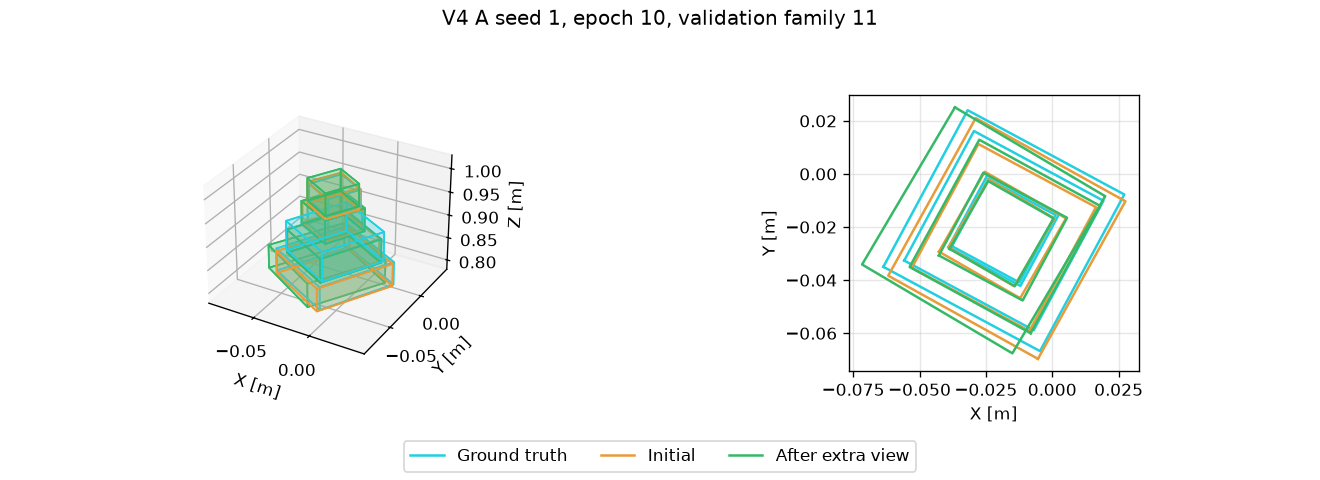 V4 A seed 1, epoch 10, validation family 11
1.00
0.95
0.90
0.85
0.80
Z [m]
0.00
−0.05
Y [m]
−0.05
0.00
X [m]
0.02
0.00
−0.02
−0.04
−0.06
Y [m]
−0.075 −0.050 −0.025 0.000 0.025
X [m]
Ground truth Initial After extra view